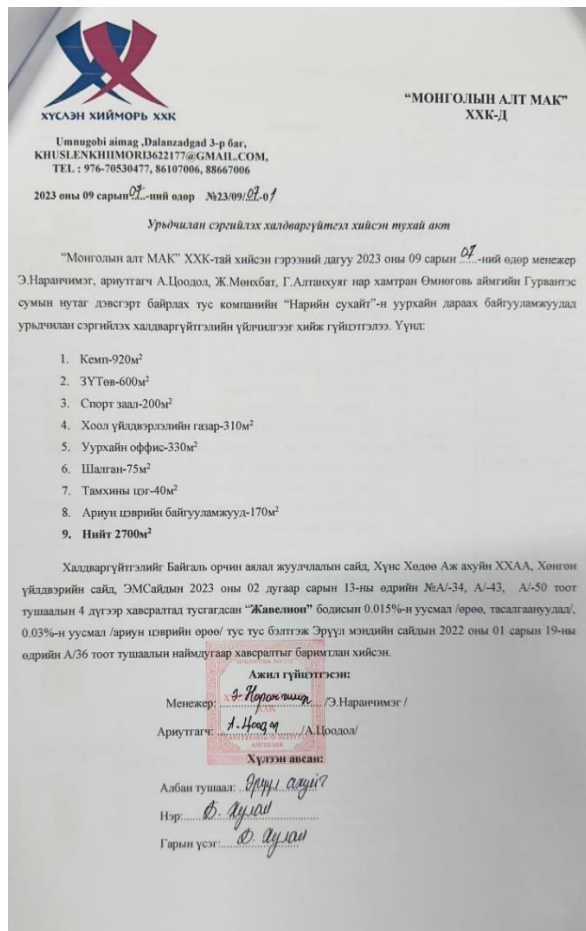 ХҮСЛЭН ХИЙМОРЬ ХХК
"МОНГОЛЫН АЛТ МАК"
ХХК-Д
Umnugobi aimag ,Dalanzadgad 3-р баг,
KHUSLENKHIIMORI3622177@GMAIL.COM,
TEL : 976-70530477, 86107006, 88667006
2023 оны 09 сарын 07-ний өдөр №23/09/07-01
Урьдчилан сэргийлэх халдваргүйтгэл хийсэн тухай акт
"Монголын алт МАК" ХХК-тай хийсэн гэрээний дагуу 2023 оны 09 сарын 07-ний өдөр менежер
Э.Наранчимэг, ариутгагч А.Цоодол, Ж.Мөнхбат, Г.Алтанхуяг нар хамтран Өмнөговь аймгийн Гурвантэс
сумын нутаг дэвсгэрт байрлах тус компанийн "Нарийн сухайт"-н уурхайн дараах байгууламжуудад
урьдчилан сэргийлэх халдваргүйтгэлийн үйлчилгээг хийж гүйцэтгэлээ. Үүнд:
1. Кемп-920м²
2. ЗҮТөв-600м²
3. Спорт заал-200м²
4. Хоол үйлдвэрлэлийн газар-310м²
5. Уурхайн оффис-330м²
6. Шалган-75м²
7. Тамхины цэг-40м²
8. Ариун цэврийн байгууламжууд-170м²
9. Нийт 2700м²
Халдваргүйтгэлийг Байгаль орчин аялал жуулчлалын сайд, Хүнс Хөдөө Аж ахуйн ХХАА, Хөнгөн
үйлдвэрийн сайд, ЭМСайдын 2023 оны 02 дугаар сарын 13-ны өдрийн №А/-34, А/-43, А/-50 тоот
тушаалын 4 дүгээр хавсралтад тусгагдсан "Жавелион" бодисын 0.015%-н уусмал /өрөө, тасалгаануудал/,
0.03%-н уусмал /ариун цэврийн өрөө/ тус тус бэлтгэж Эрүүл мэндийн сайдын 2022 оны 01 сарын 19-ны
өдрийн А/36 тоот тушаалын наймдугаар хавсралтыг баримтлан хийсэн.
Ажил гүйцэтгэсэн:
Менежер: Э. Наранчимэг /Э.Наранчимэг /
Ариутгагч: А.Цоодол /А.Цоодол/
Хүлээн авсан:
Албан тушаал: Эрүүл ахуйч
Нэр: Б. Хулан
Гарын үсэг: Б. Хулан